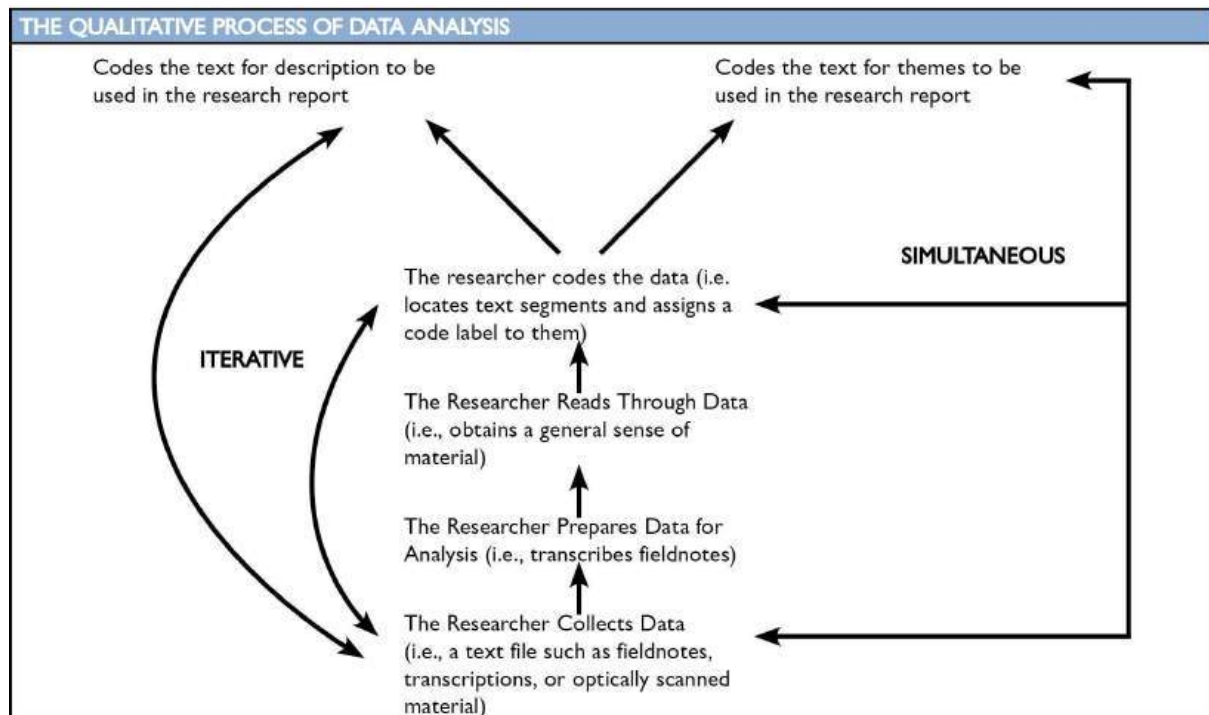 THE QUALITATIVE PROCESS OF DATA ANALYSIS
Codes the text for description to be
used in the research report
Codes the text for themes to be
used in the research report
SIMULTANEOUS
The researcher codes the data (i.e.
locates text segments and assigns a
code label to them)
ITERATIVE
The Researcher Reads Through Data
(i.e., obtains a general sense of
material)
The Researcher Prepares Data for
Analysis (i.e., transcribes fieldnotes)
The Researcher Collects Data
(i.e., a text file such as fieldnotes,
transcriptions, or optically scanned
material)